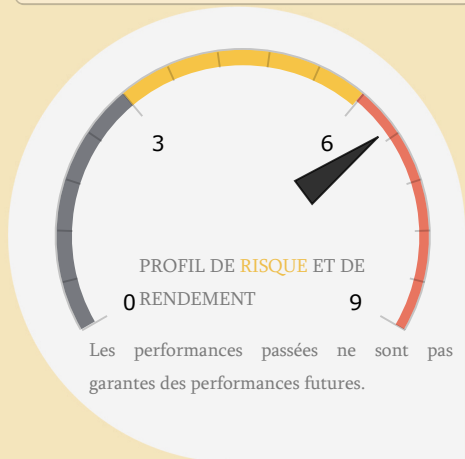 3
6
PROFIL DE RISQUE ET DE
0 RENDEMENT 9
Les performances passées ne sont pas
garantes des performances futures.